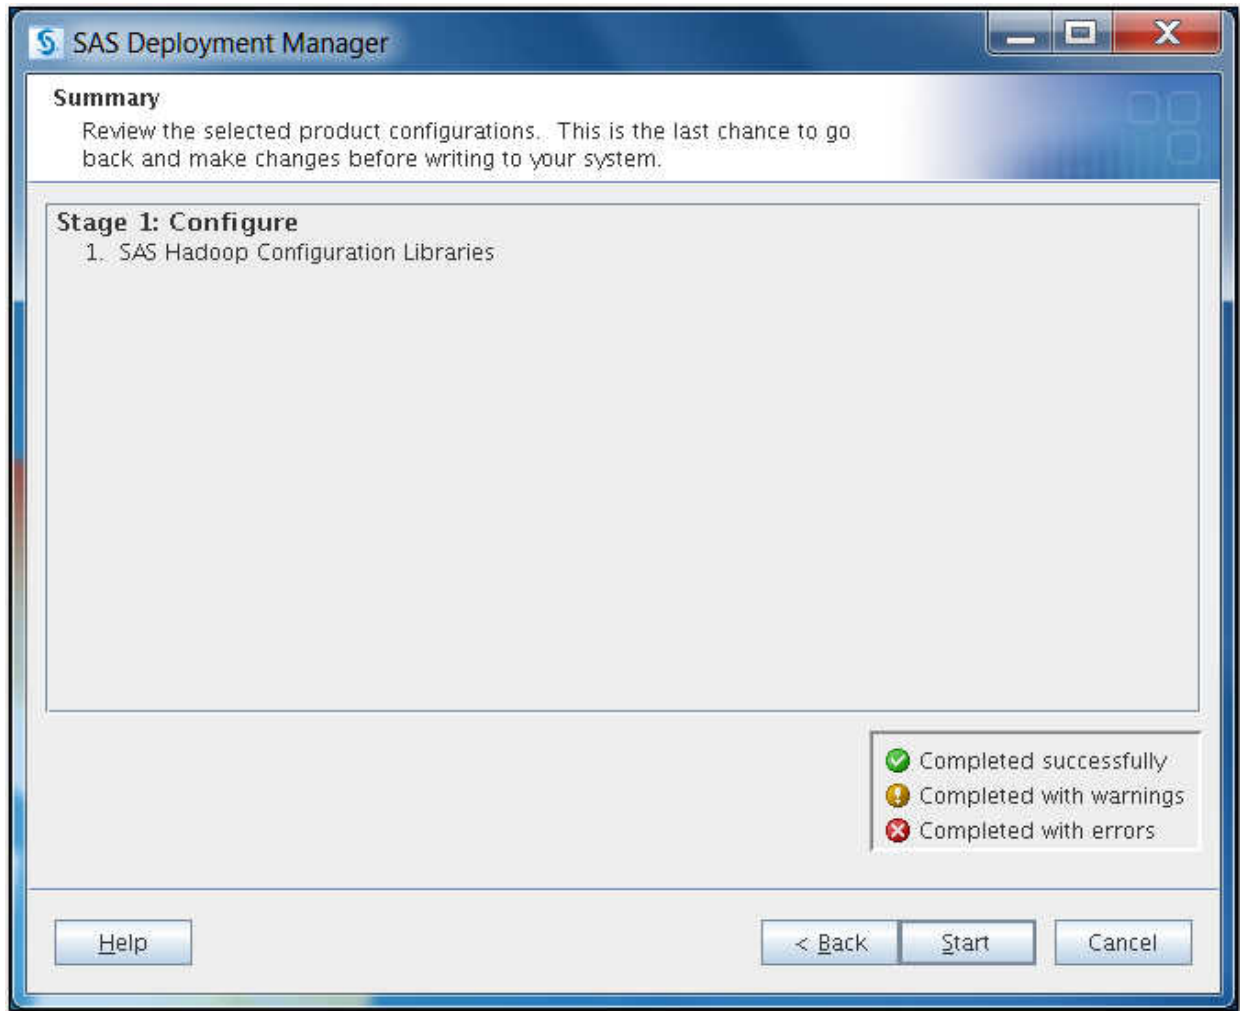 SAS Deployment Manager
Summary
Review the selected product configurations. This is the last chance to go
back and make changes before writing to your system.
Stage 1: Configure
1. SAS Hadoop Configuration Libraries
Completed successfully
Completed with warnings
Completed with errors
Help
< Back
Start
Cancel